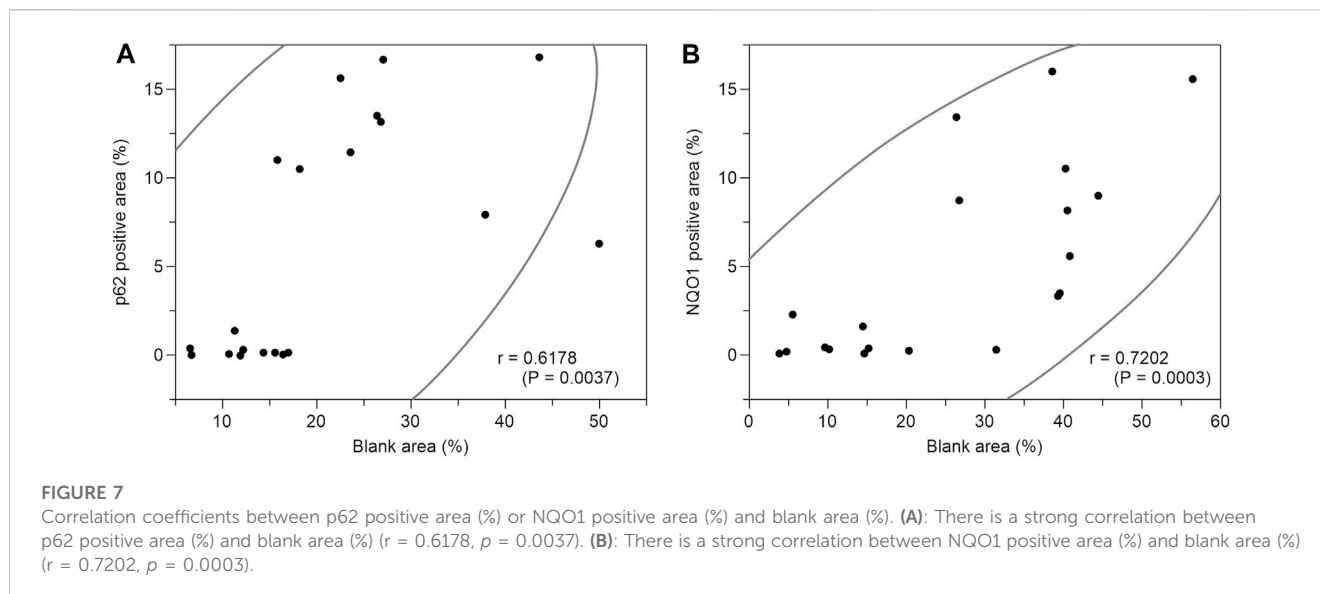 A
p62 positive area (%)
15
10
5
0
10
20
30
40
50
Blank area (%)
r = 0.6178
(P = 0.0037)
B
NQO1 positive area (%)
15
10
5
0
0
10
20
30
40
50
60
Blank area (%)
r = 0.7202
(P = 0.0003)
FIGURE 7
Correlation coefficients between p62 positive area (%) or NQO1 positive area (%) and blank area (%). (A): There is a strong correlation between
p62 positive area (%) and blank area (%) (r = 0.6178, p = 0.0037). (B): There is a strong correlation between NQO1 positive area (%) and blank area (%)
(r = 0.7202, p = 0.0003).